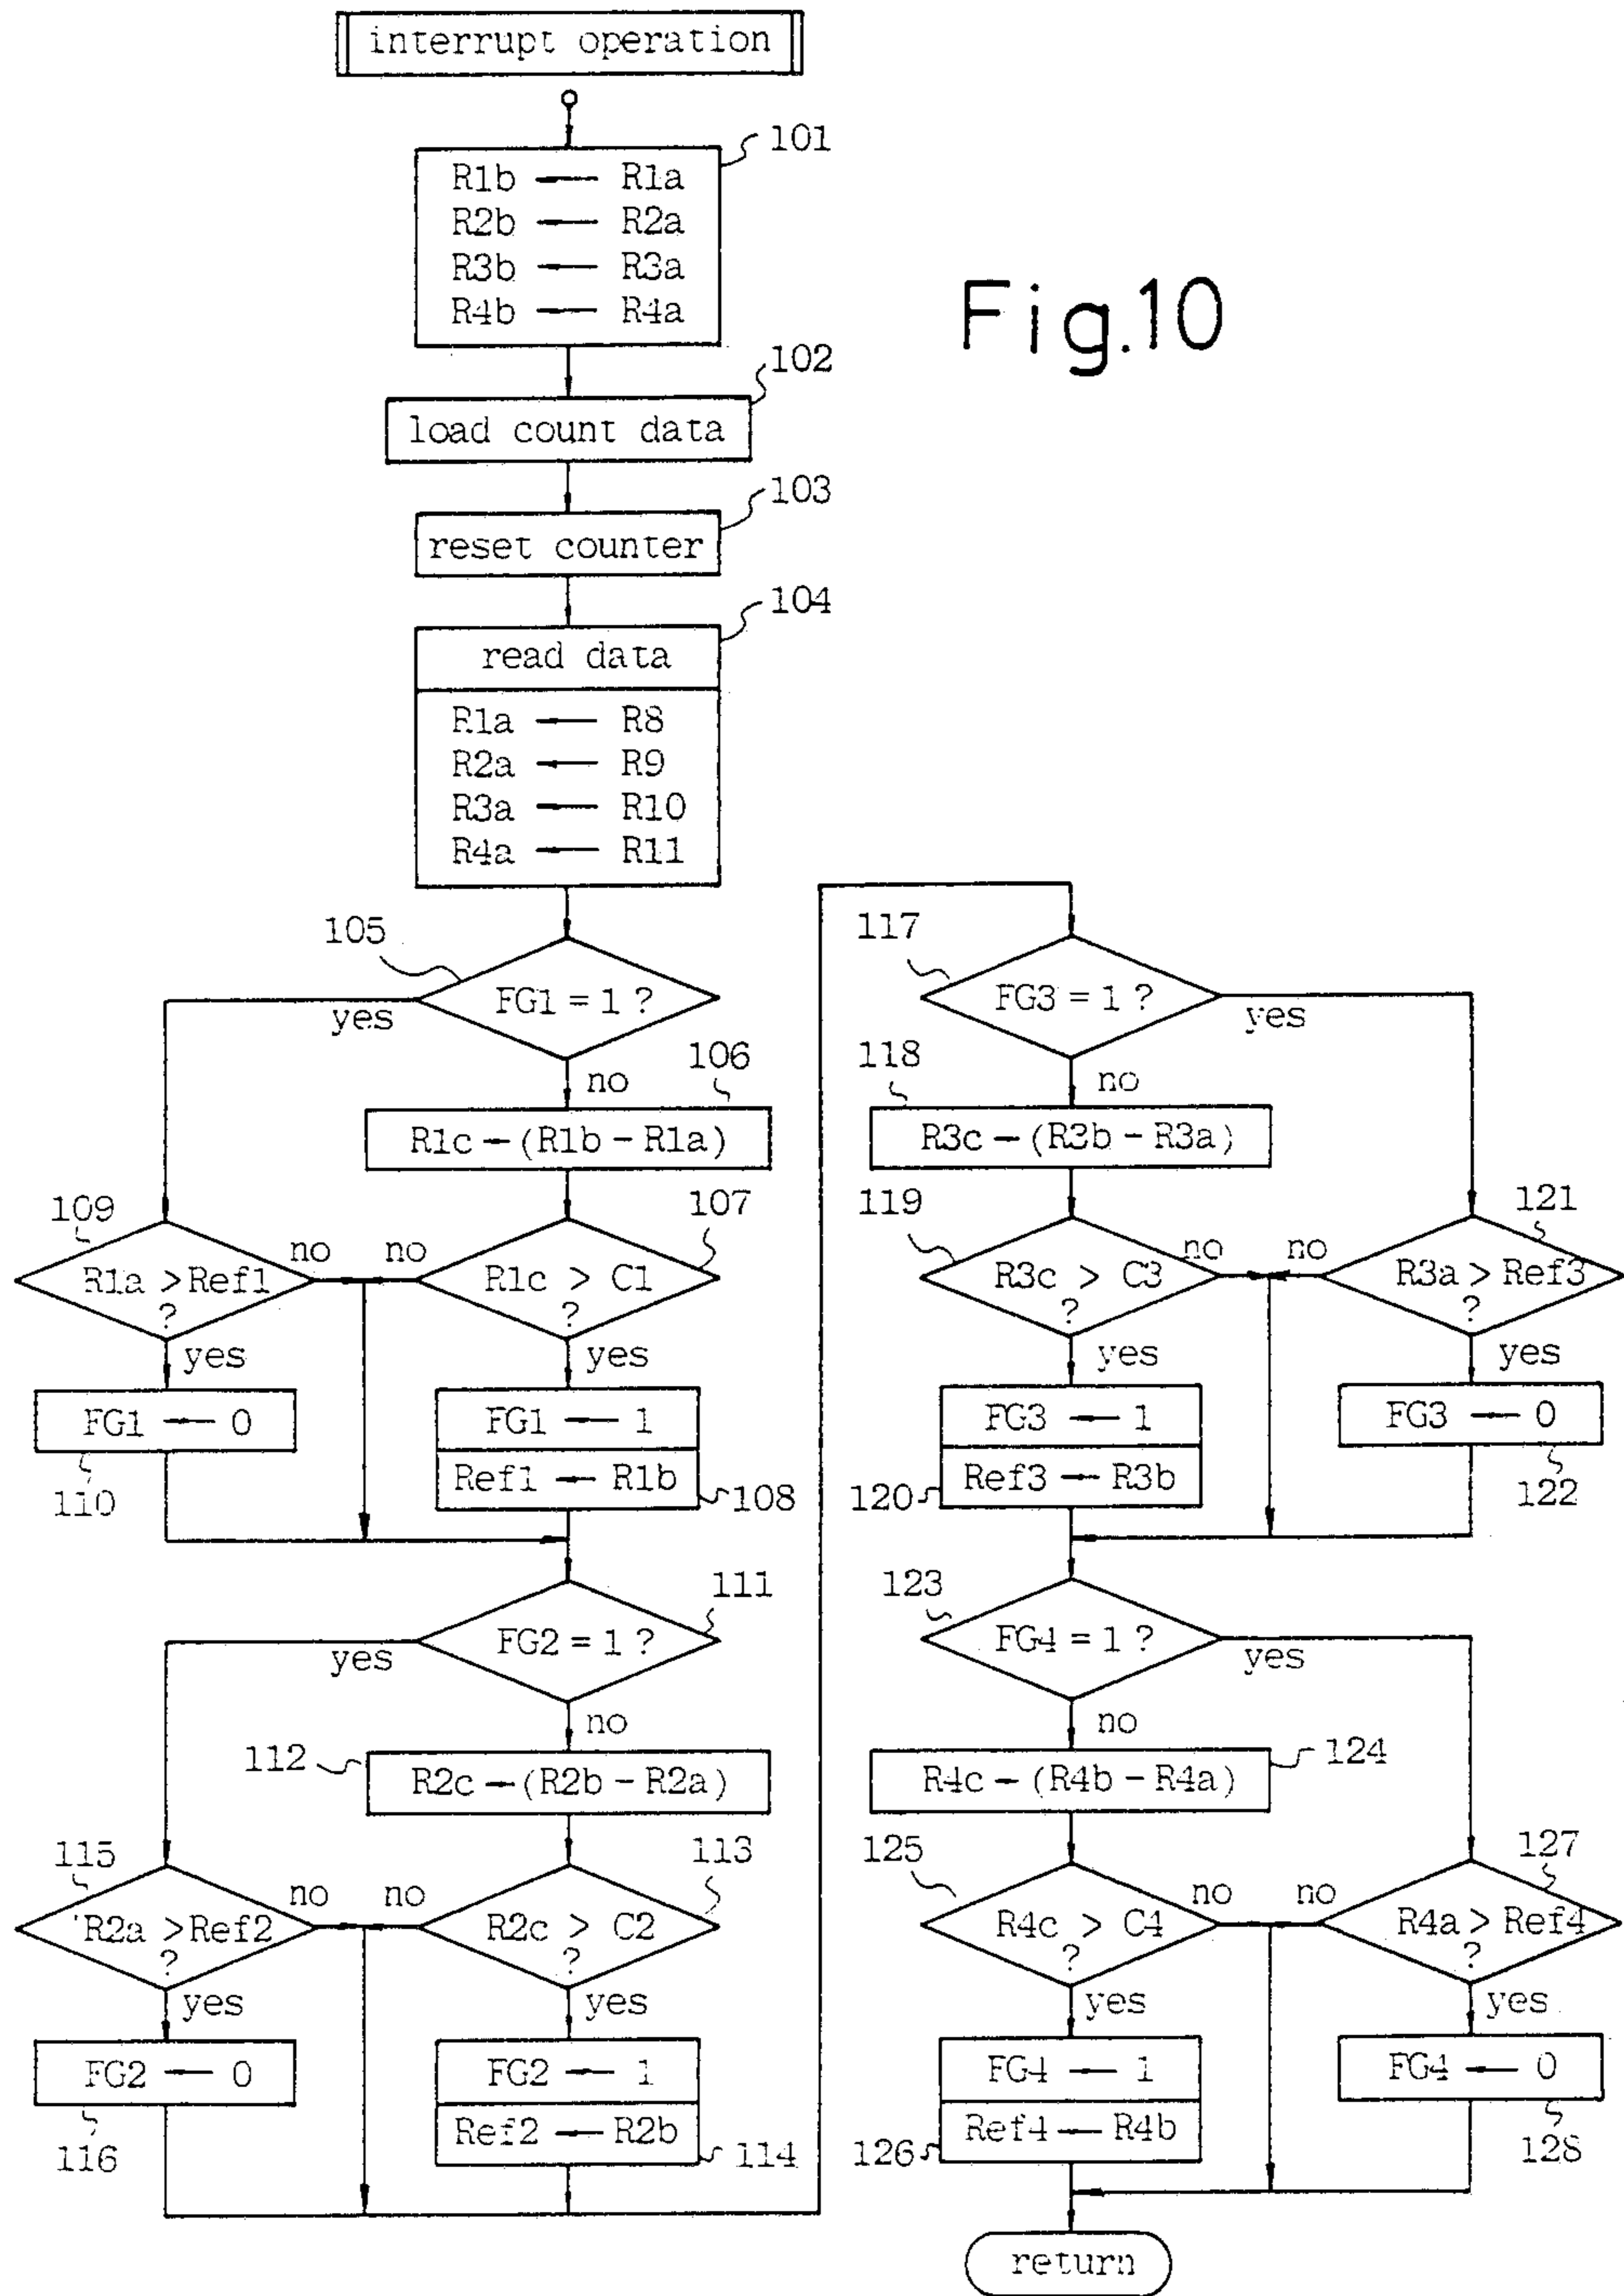 interrupt operation
101
R1b ← R1a
R2b ← R2a
R3b ← R3a
R4b ← R4a
Fig.10
102
load count data
103
reset counter
104
read data
R1a ← R8
R2a ← R9
R3a ← R10
R4a ← R11
105
FG1 = 1 ?
yes
no
106
R1c ← (R1b - R1a)
109
R1a > Ref1
?
no
yes
107
no
R1c > C1
?
yes
FG1 ← 0
110
FG1 ← 1
Ref1 ← R1b
108
111
FG2 = 1 ?
yes
no
112
R2c ← (R2b - R2a)
115
R2a > Ref2
?
no
yes
113
no
R2c > C2
?
yes
FG2 ← 0
116
FG2 ← 1
Ref2 ← R2b
114
117
FG3 = 1 ?
yes
no
118
R3c ← (R3b - R3a)
119
R3c > C3
?
no
yes
121
no
R3a > Ref3
?
yes
FG3 ← 1
Ref3 ← R3b
120
FG3 ← 0
122
123
FG4 = 1 ?
yes
no
124
R4c ← (R4b - R4a)
125
R4c > C4
?
no
yes
127
no
R4a > Ref4
?
yes
FG4 ← 1
Ref4 ← R4b
126
FG4 ← 0
128
return